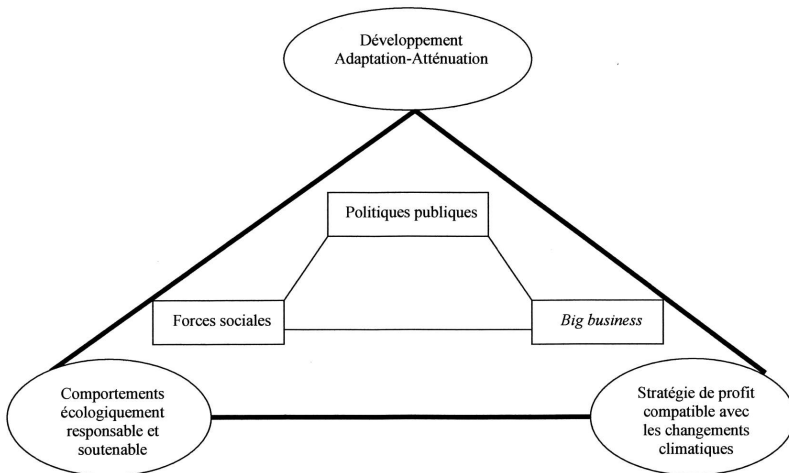 Développement
Adaptation-Atténuation
Politiques publiques
Forces sociales
Big business
Comportements
écologiquement
responsable et
soutenable
Stratégie de profit
compatible avec
les changements
climatiques